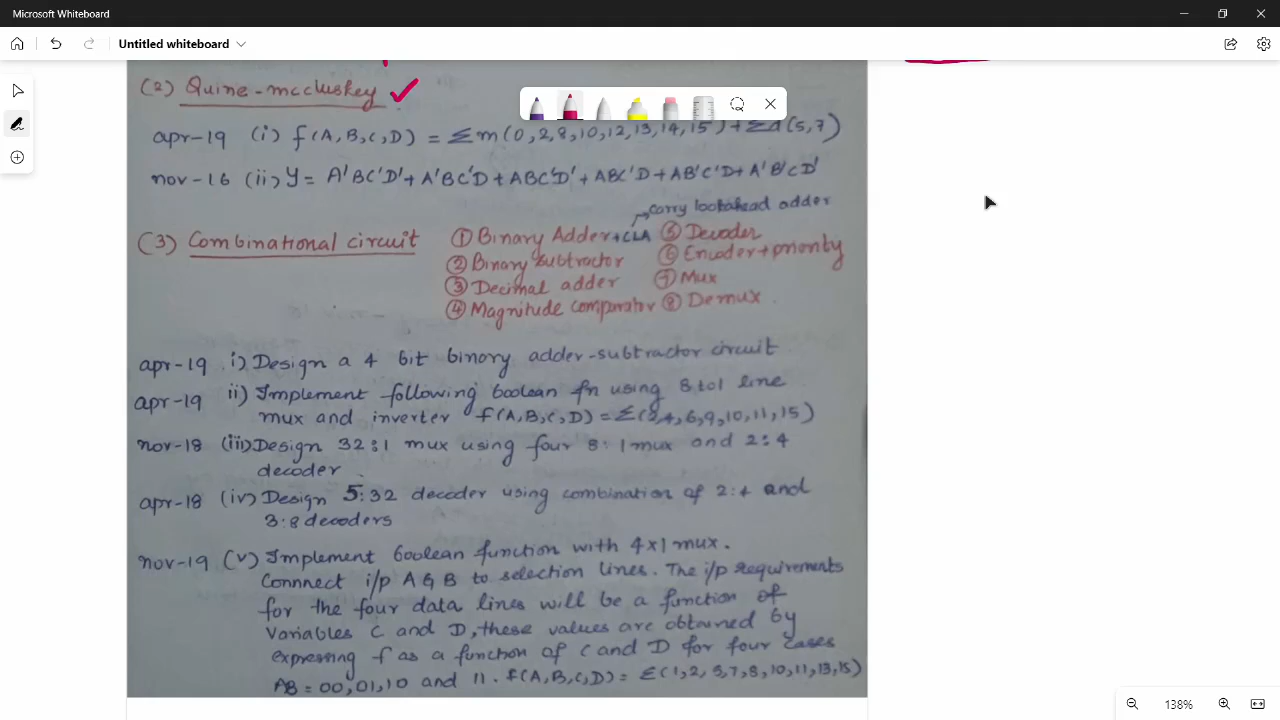 Microsoft Whiteboard
Untitled whiteboard
(2) Quine-mccluskey
apr-19 (i) f(A,B,C,D) = Σm(0,2,8,10,12,13,14,15)+Σd(5,7)
nov-16 (ii) Y = A'BC'D'+ A'BC'D + ABC'D' + ABC'D + AB'C'D + A'B'CD'
→carry lookahead adder
(3) Combinational circuit
① Binary Adder+CLA ⑤ Decoder
② Binary subtractor ⑥ Encoder+priority
③ Decimal adder ⑦ Mux
④ Magnitude comparator ⑧ Demux
apr-19 i) Design a 4 bit binary adder-subtractor circuit
apr-19 ii) Implement following boolean fn using 8 to1 line
mux and inverter f(A,B,C,D) = Σ(2,4,6,9,10,11,15)
nov-18 (iii) Design 32:1 mux using four 8:1 mux and 2:4
decoder
apr-18 (iv) Design 5:32 decoder using combination of 2:4 and
3:8 decoders
nov-19 (v) Implement boolean function with 4x1 mux.
Connnect i/p A & B to selection lines. The i/p requirements
for the four data lines will be a function of
variables C and D, these values are obtained by
expressing f as a function of C and D for four cases
AB = 00,01,10 and 11. f(A,B,C,D) = Σ(1,2,5,7,8,10,11,13,15)
138%